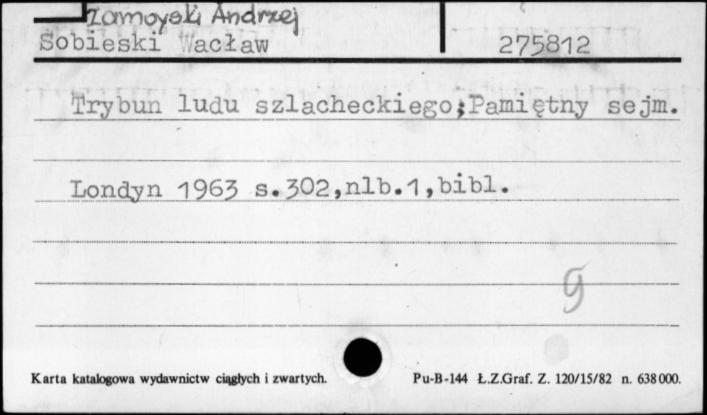 Zamoyski Andrzej
Sobieski Wacław 275812
Trybun ludu szlacheckiego;Pamiętny sejm.
Londyn 1963 s.302,nlb.1,bibl.
g
Karta katalogowa wydawnictw ciągłych i zwartych. Pu-B-144 Ł.Z.Graf. Z. 120/15/82 n. 638000.